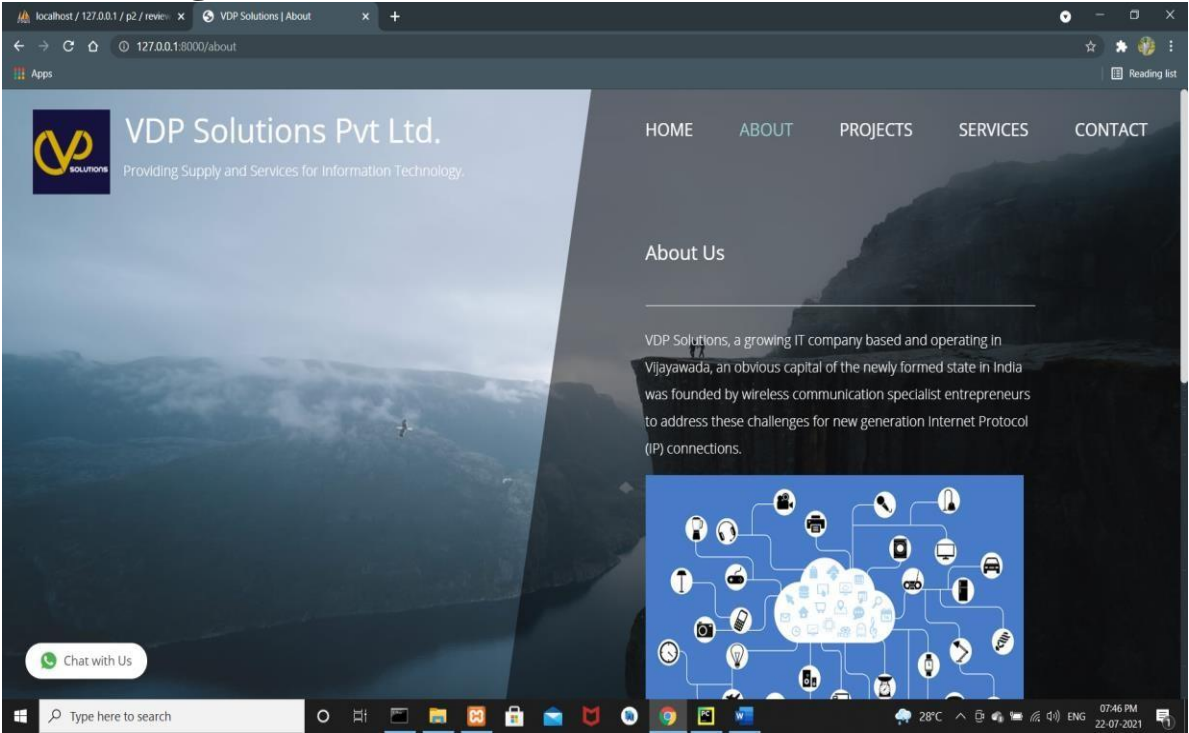 localhost / 127.0.0.1 / p2 / review
VDP Solutions | About
127.0.0.1:8000/about
Apps
Reading list
VP
SOLUTIONS
VDP Solutions Pvt Ltd.
Providing Supply and Services for Information Technology.
HOME ABOUT PROJECTS SERVICES CONTACT
About Us
VDP Solutions, a growing IT company based and operating in
Vijayawada, an obvious capital of the newly formed state in India
was founded by wireless communication specialist entrepreneurs
to address these challenges for new generation Internet Protocol
(IP) connections.
Chat with Us
Type here to search
28°C
ENG
07:46 PM
22-07-2021